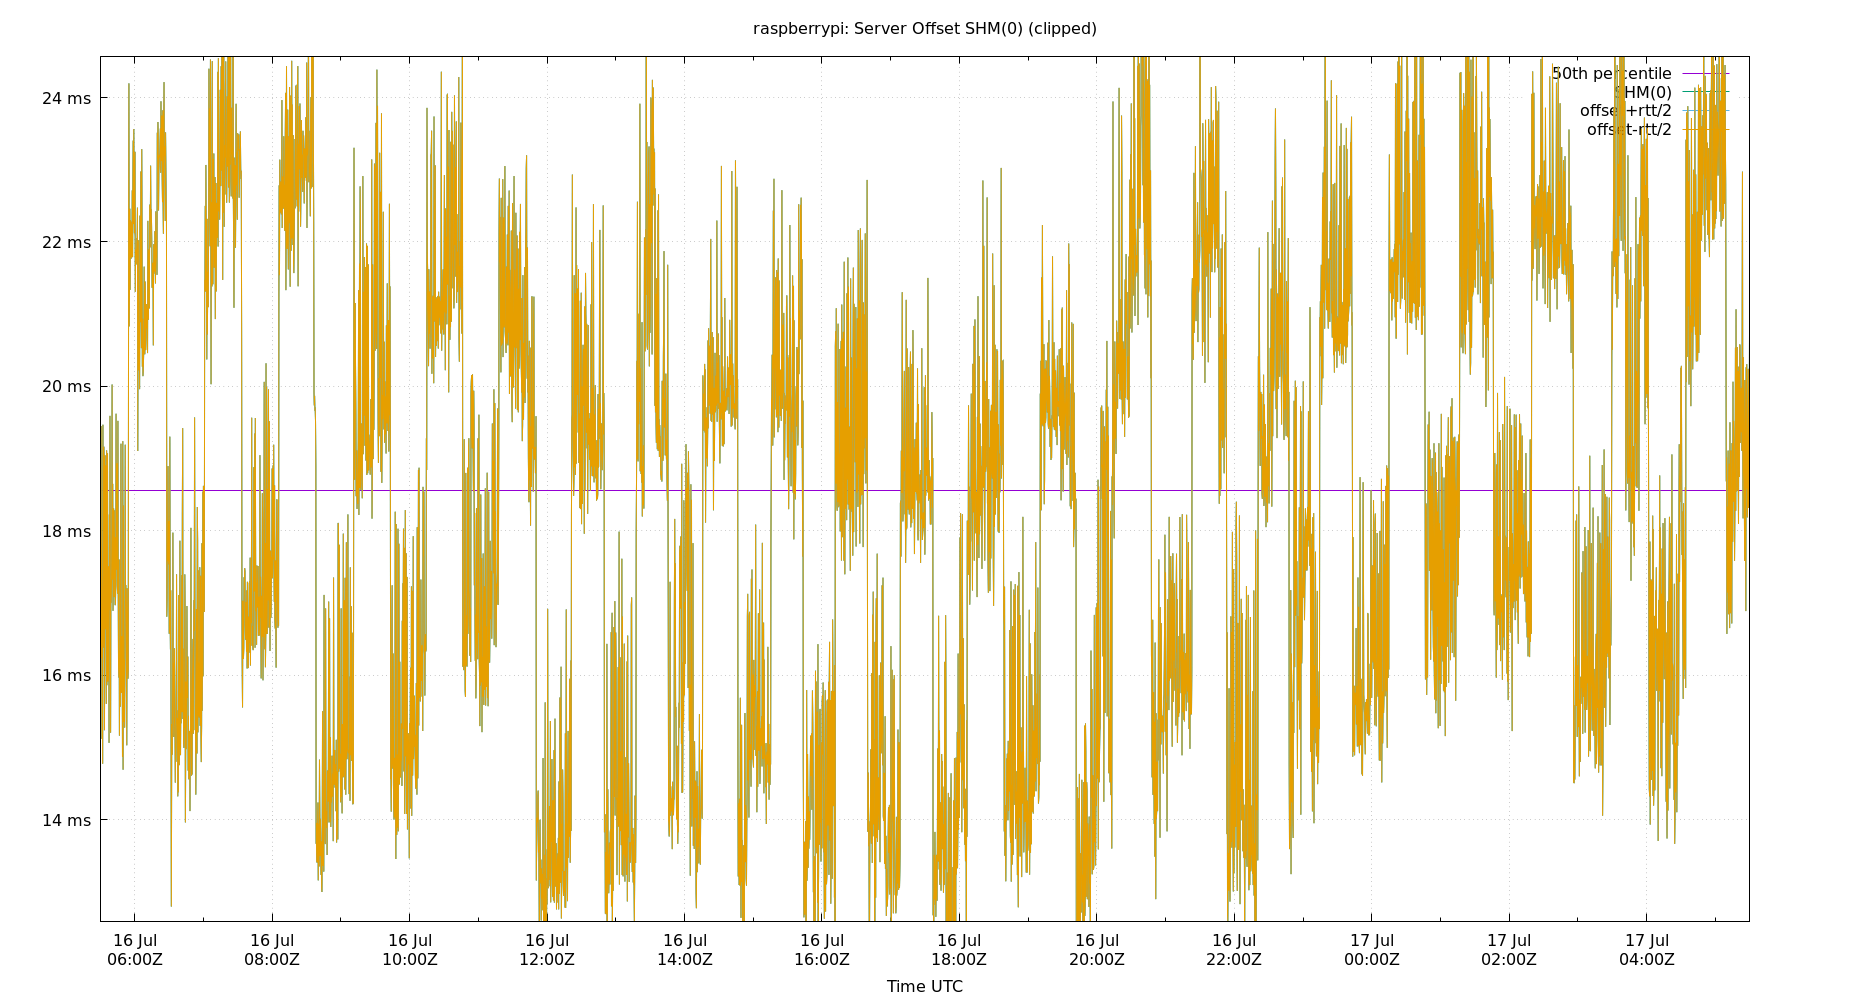 raspberrypi: Server Offset SHM(0) (clipped)
50th percentile
SHM(0)
offset+rtt/2
offset-rtt/2
24 ms
22 ms
20 ms
18 ms
16 ms
14 ms
16 Jul 16 Jul 16 Jul 16 Jul 16 Jul 16 Jul 16 Jul 16 Jul 16 Jul 17 Jul 17 Jul 17 Jul
06:00Z 08:00Z 10:00Z 12:00Z 14:00Z 16:00Z 18:00Z 20:00Z 22:00Z 00:00Z 02:00Z 04:00Z
Time UTC